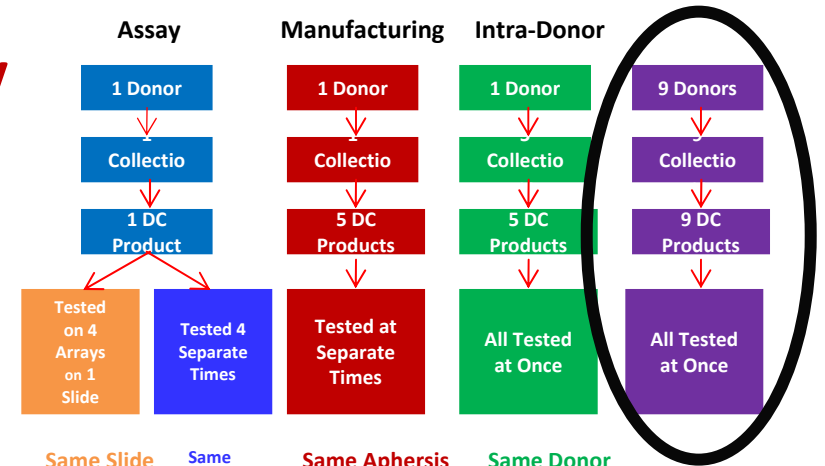 Assay
Manufacturing
Intra-Donor
1 Donor
1 Donor
1 Donor
9 Donors
1
Collectio
1
Collectio
Collectio
Collectio
1 DC
Product
5 DC
Products
5 DC
Products
9 DC
Products
Tested
on 4
Arrays
on 1
Slide
Tested 4
Separate
Times
Tested at
Separate
Times
All Tested
at Once
All Tested
at Once
Same Slide
Same
Same Aphersis
Same Donor